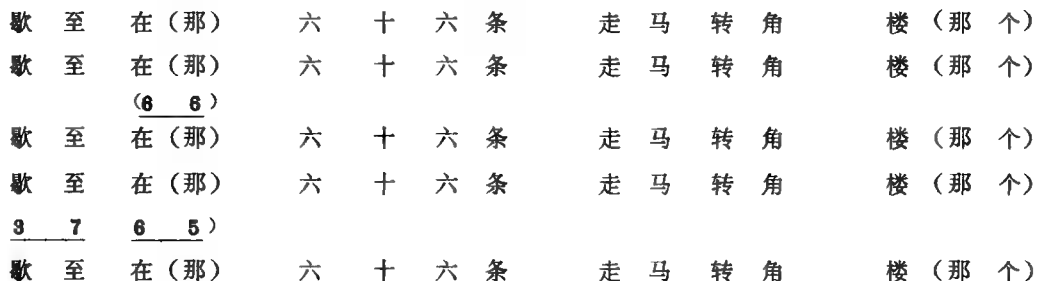 歇 至 在（那） 六 十 六 条 走 马 转 角 楼（那 个）
歇 至 在（那） 六 十 六 条 走 马 转 角 楼（那 个）
（6 6）
歇 至 在（那） 六 十 六 条 走 马 转 角 楼（那 个）
歇 至 在（那） 六 十 六 条 走 马 转 角 楼（那 个）
3 7 6 5）
歇 至 在（那） 六 十 六 条 走 马 转 角 楼（那 个）